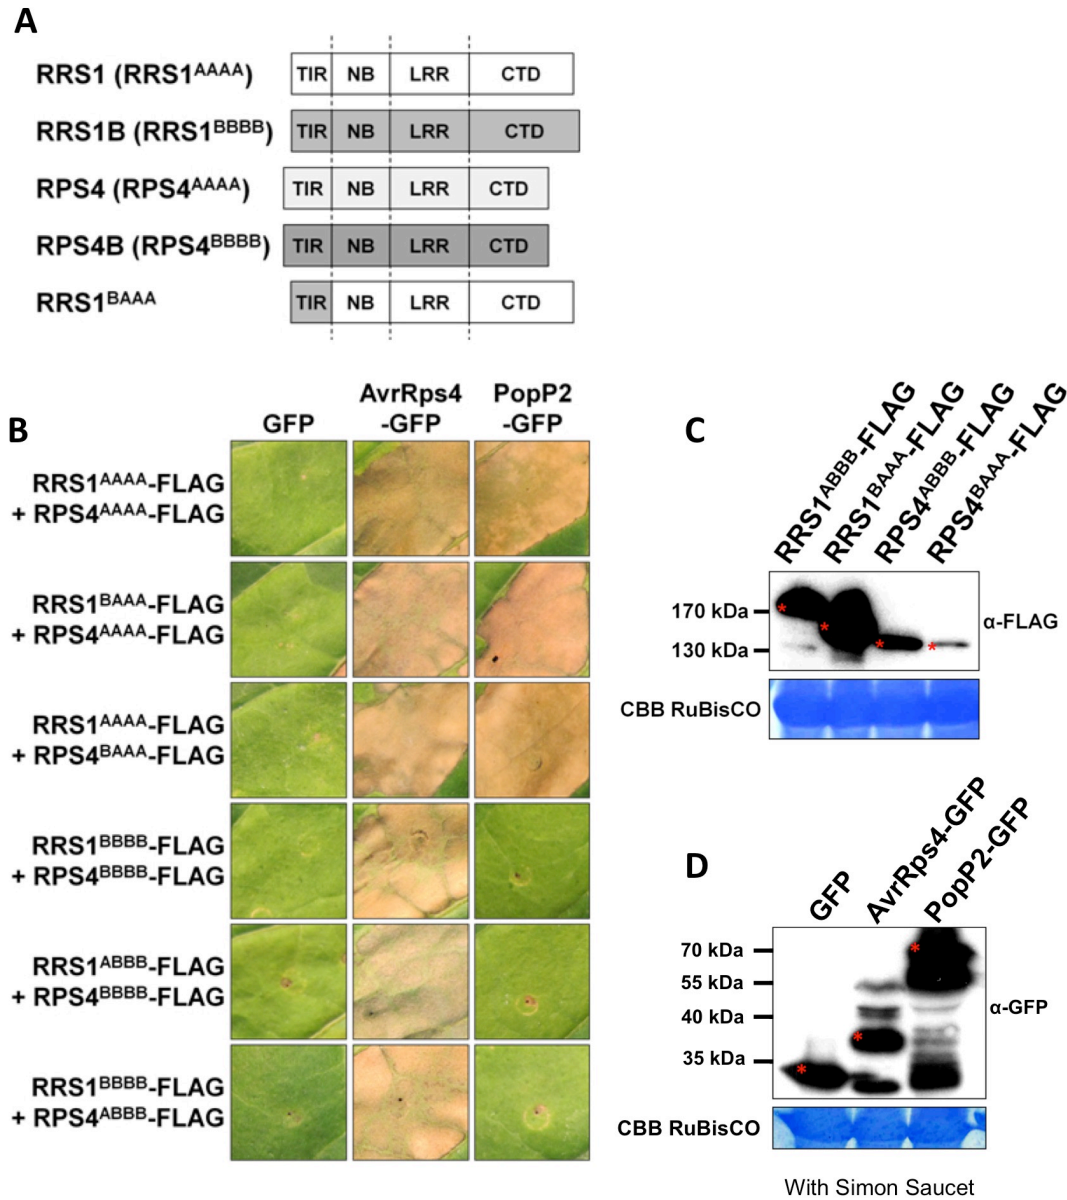 A
RRS1 (RRS1AAAA)
TIR NB LRR CTD
RRS1B (RRS1BBBB)
TIR NB LRR CTD
RPS4 (RPS4AAAA)
TIR NB LRR CTD
RPS4B (RPS4BBBB)
TIR NB LRR CTD
RRS1BAAA
TIR NB LRR CTD
B
GFP
AvrRps4
-GFP
PopP2
-GFP
RRS1AAAA-FLAG
+ RPS4AAAA-FLAG
RRS1BAAA-FLAG
+ RPS4AAAA-FLAG
RRS1AAAA-FLAG
+ RPS4BAAA-FLAG
RRS1BBBB-FLAG
+ RPS4BBBB-FLAG
RRS1ABBB-FLAG
+ RPS4BBBB-FLAG
RRS1BBBB-FLAG
+ RPS4ABBB-FLAG
C
RRS1ABBB-FLAG
RRS1BAAA-FLAG
RPS4ABBB-FLAG
RPS4BAAA-FLAG
170 kDa
130 kDa
* * * *
α-FLAG
CBB RuBisCO
D
GFP
AvrRps4-GFP
PopP2-GFP
70 kDa
55 kDa
40 kDa
35 kDa
* * *
α-GFP
CBB RuBisCO
With Simon Saucet